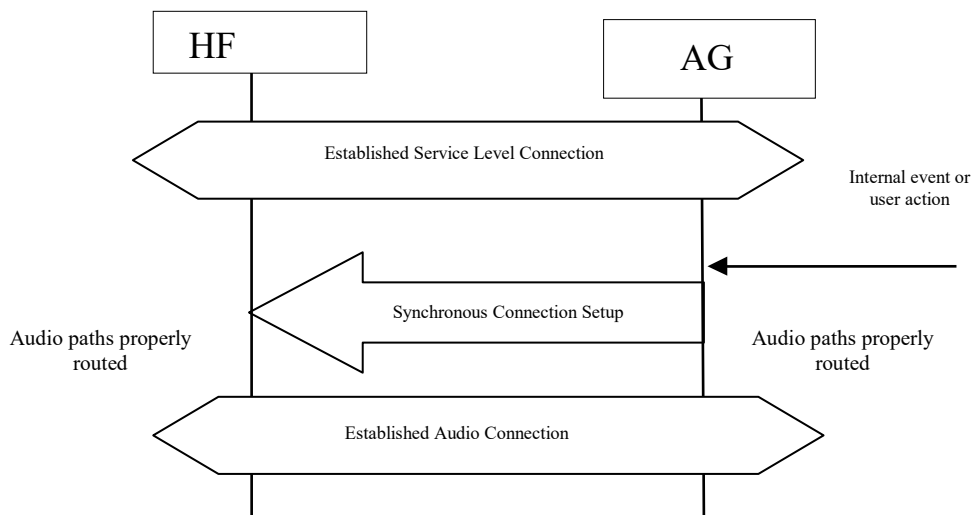 HF
AG
Established Service Level Connection
Internal event or
user action
Synchronous Connection Setup
Audio paths properly
routed
Audio paths properly
routed
Established Audio Connection